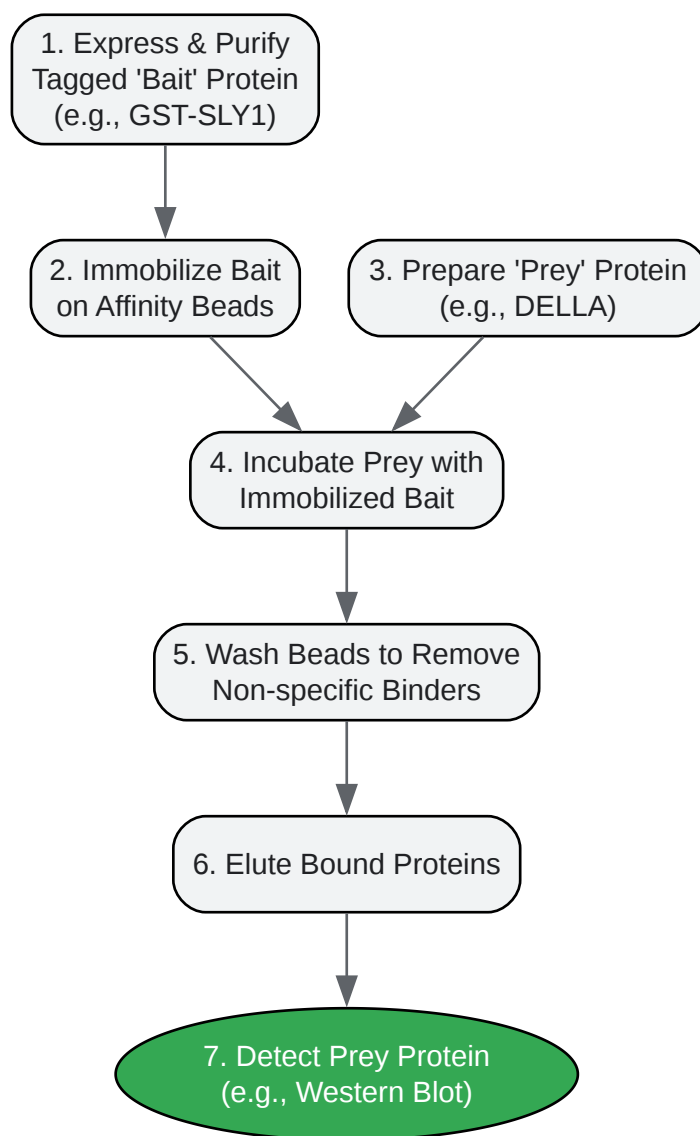 1. Express & Purify
Tagged 'Bait' Protein
(e.g., GST-SLY1)
2. Immobilize Bait
on Affinity Beads
3. Prepare 'Prey' Protein
(e.g., DELLA)
4. Incubate Prey with
Immobilized Bait
5. Wash Beads to Remove
Non-specific Binders
6. Elute Bound Proteins
7. Detect Prey Protein
(e.g., Western Blot)